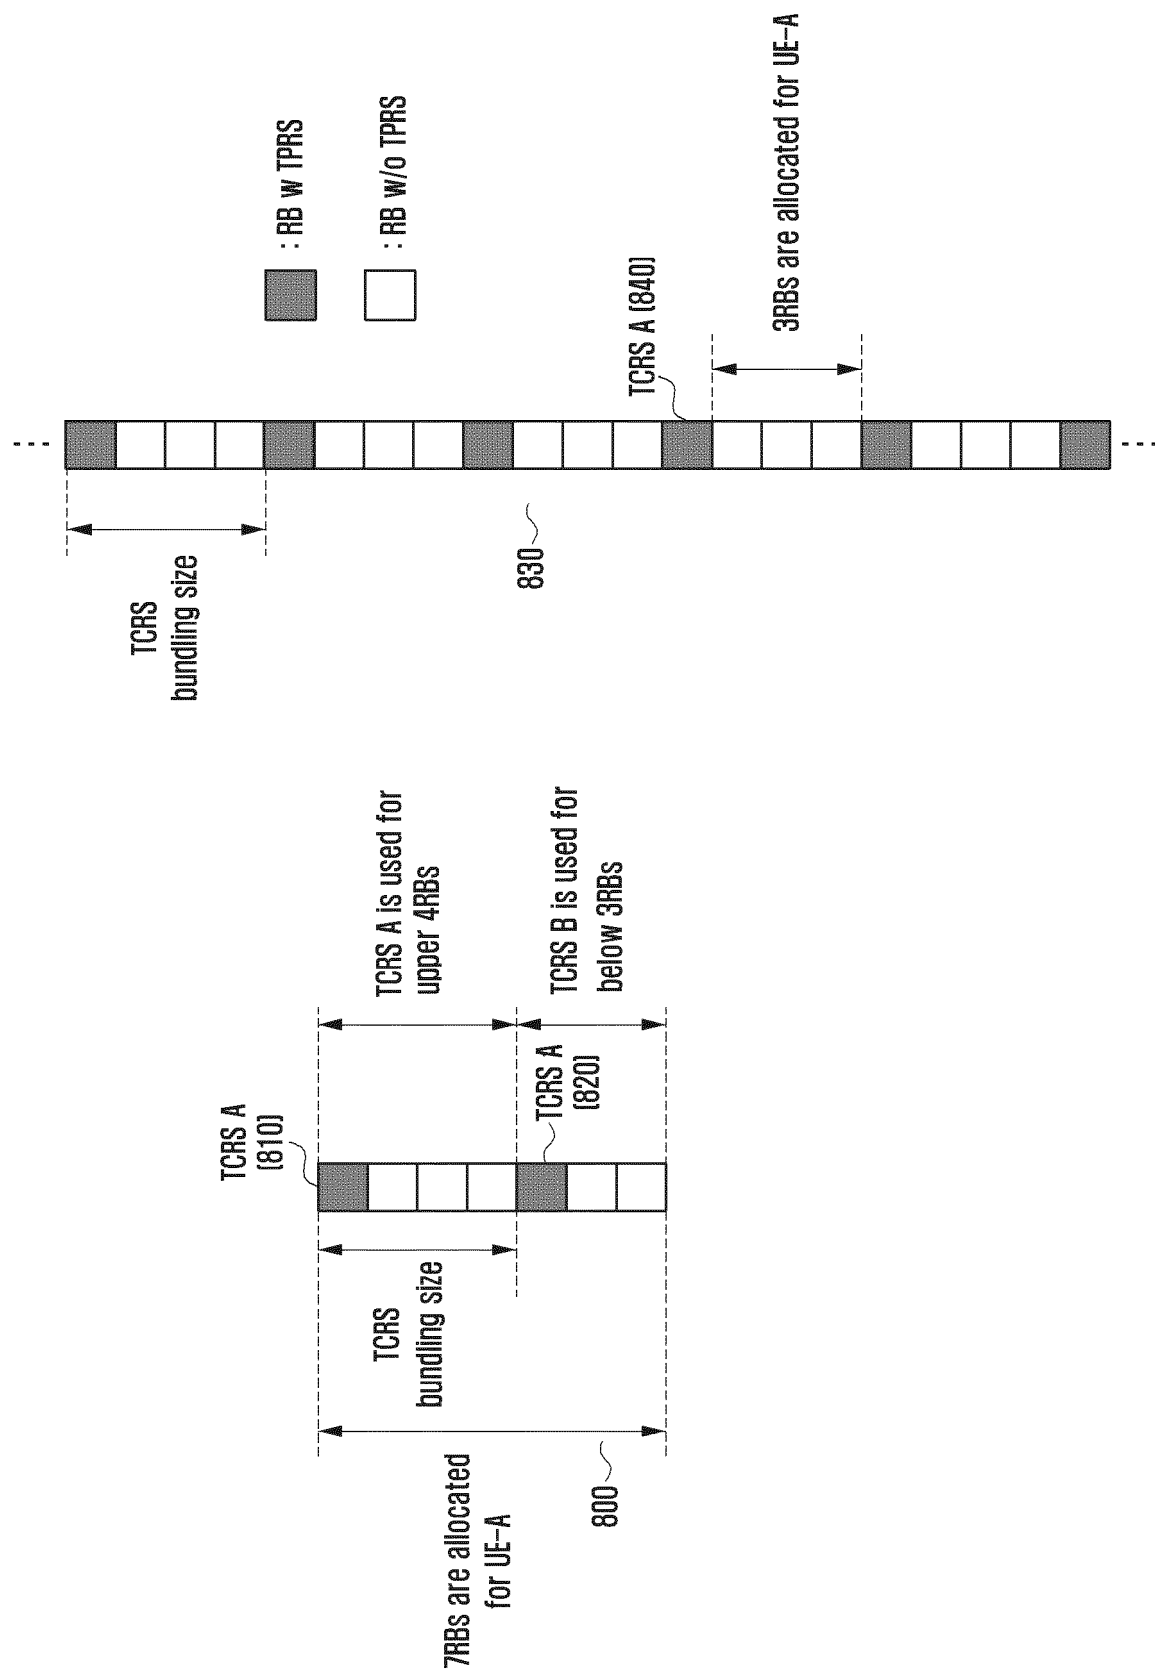 7RBs are allocated
for UE-A
800
TCRS
bundling size
TCRS A
(810)
TCRS A
(820)
TCRS A is used for
upper 4RBs
TCRS B is used for
below 3RBs
TCRS
bundling size
830
: RB w TPRS
: RB w/o TPRS
TCRS A (840)
3RBs are allocated for UE-A